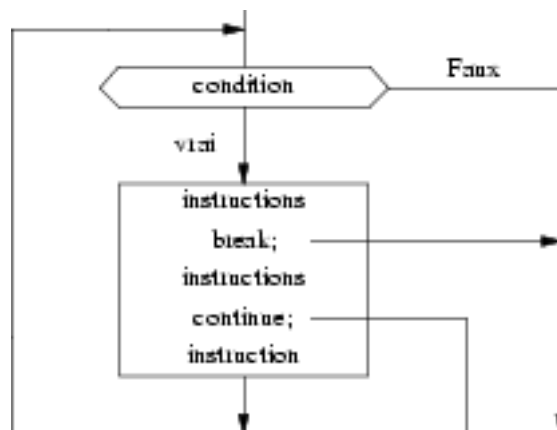 Faux
condition
vrai
instructions
break;
instructions
continue;
instruction